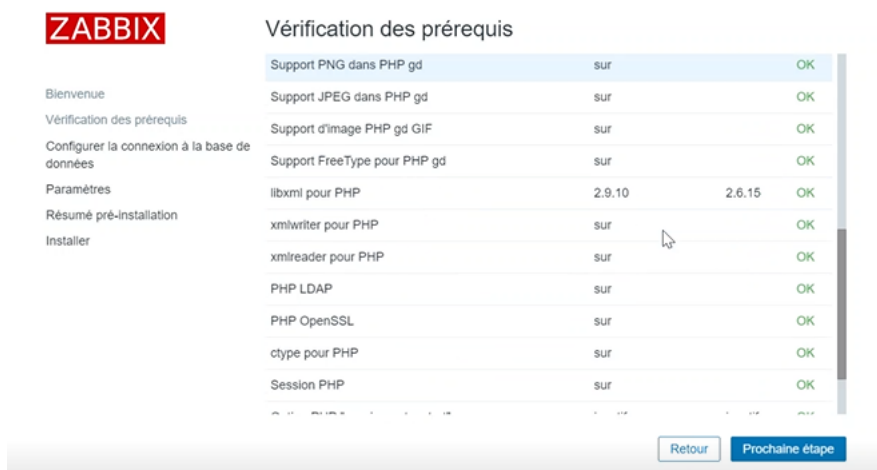 ZABBIX
Vérification des prérequis
Bienvenue
Vérification des prérequis
Configurer la connexion à la base de
données
Paramètres
Résumé pré-installation
Installer
Support PNG dans PHP gd sur OK
Support JPEG dans PHP gd sur OK
Support d'image PHP gd GIF sur OK
Support FreeType pour PHP gd sur OK
libxml pour PHP 2.9.10 2.6.15 OK
xmlwriter pour PHP sur OK
xmlreader pour PHP sur OK
PHP LDAP sur OK
PHP OpenSSL sur OK
ctype pour PHP sur OK
Session PHP sur OK
Retour Prochaine étape